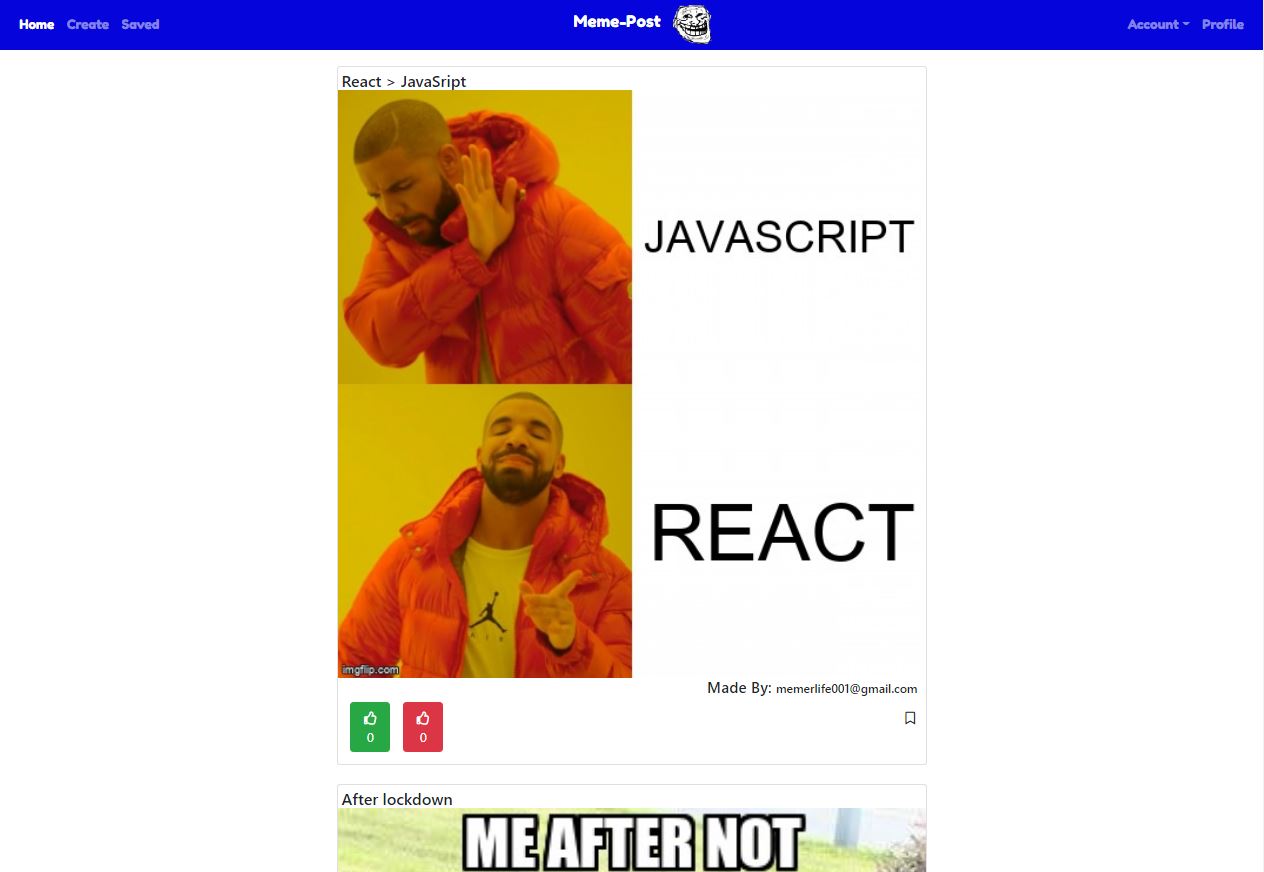 Home Create Saved Meme-Post Account Profile
React > JavaSript
JAVASCRIPT
REACT
imgflip.com
Made By: memerlife001@gmail.com
0 0
After lockdown
ME AFTER NOT